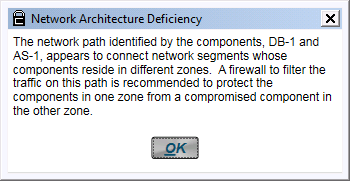 Network Architecture Deficiency
The network path identified by the components, DB-1 and
AS-1, appears to connect network segments whose
components reside in different zones.  A firewall to filter the
traffic on this path is recommended to protect the
components in one zone from a compromised component in
the other zone.
OK